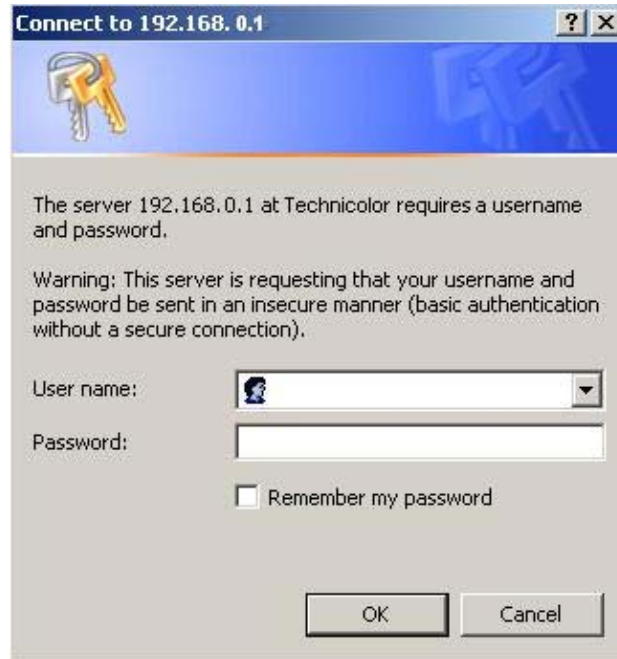 Connect to 192.168. 0.1
The server 192.168.0.1 at Technicolor requires a username
and password.
Warning: This server is requesting that your username and
password be sent in an insecure manner (basic authentication
without a secure connection).
User name:
Password:
Remember my password
OK
Cancel